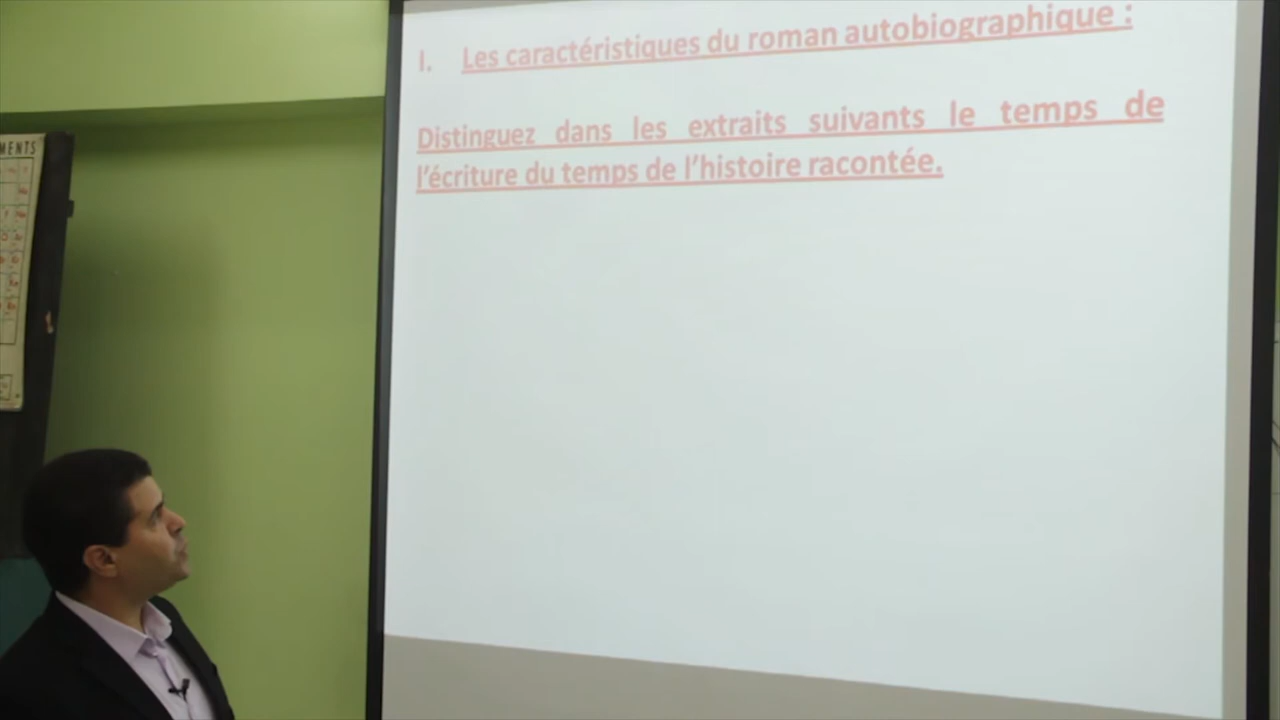 I. Les caractéristiques du roman autobiographique :
Distinguez dans les extraits suivants le temps de
l'écriture du temps de l'histoire racontée.
MENTS